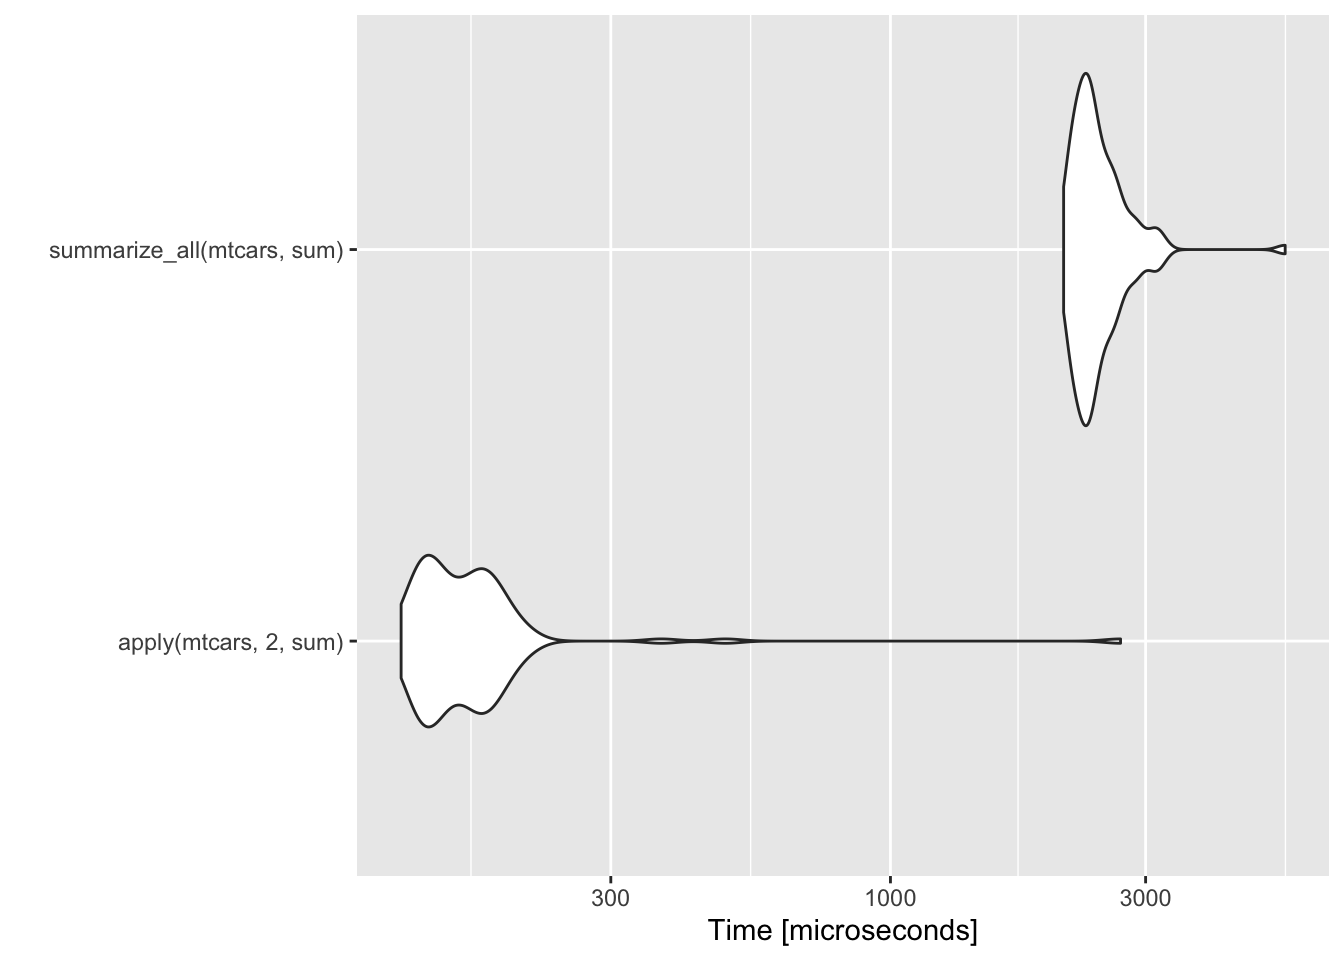 summarize_all(mtcars, sum)
apply(mtcars, 2, sum)
300
1000
3000
Time [microseconds]